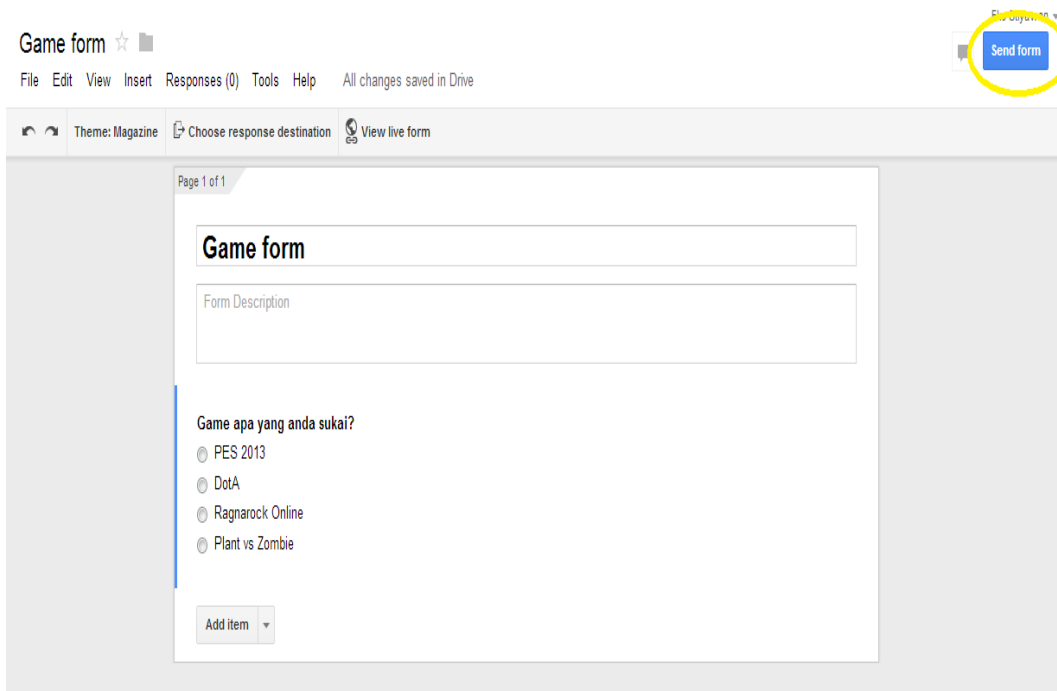 Game form
Send form
File Edit View Insert Responses (0) Tools Help All changes saved in Drive
Theme: Magazine Choose response destination View live form
Page 1 of 1
Game form
Form Description
Game apa yang anda sukai?
PES 2013
DotA
Ragnarock Online
Plant vs Zombie
Add item